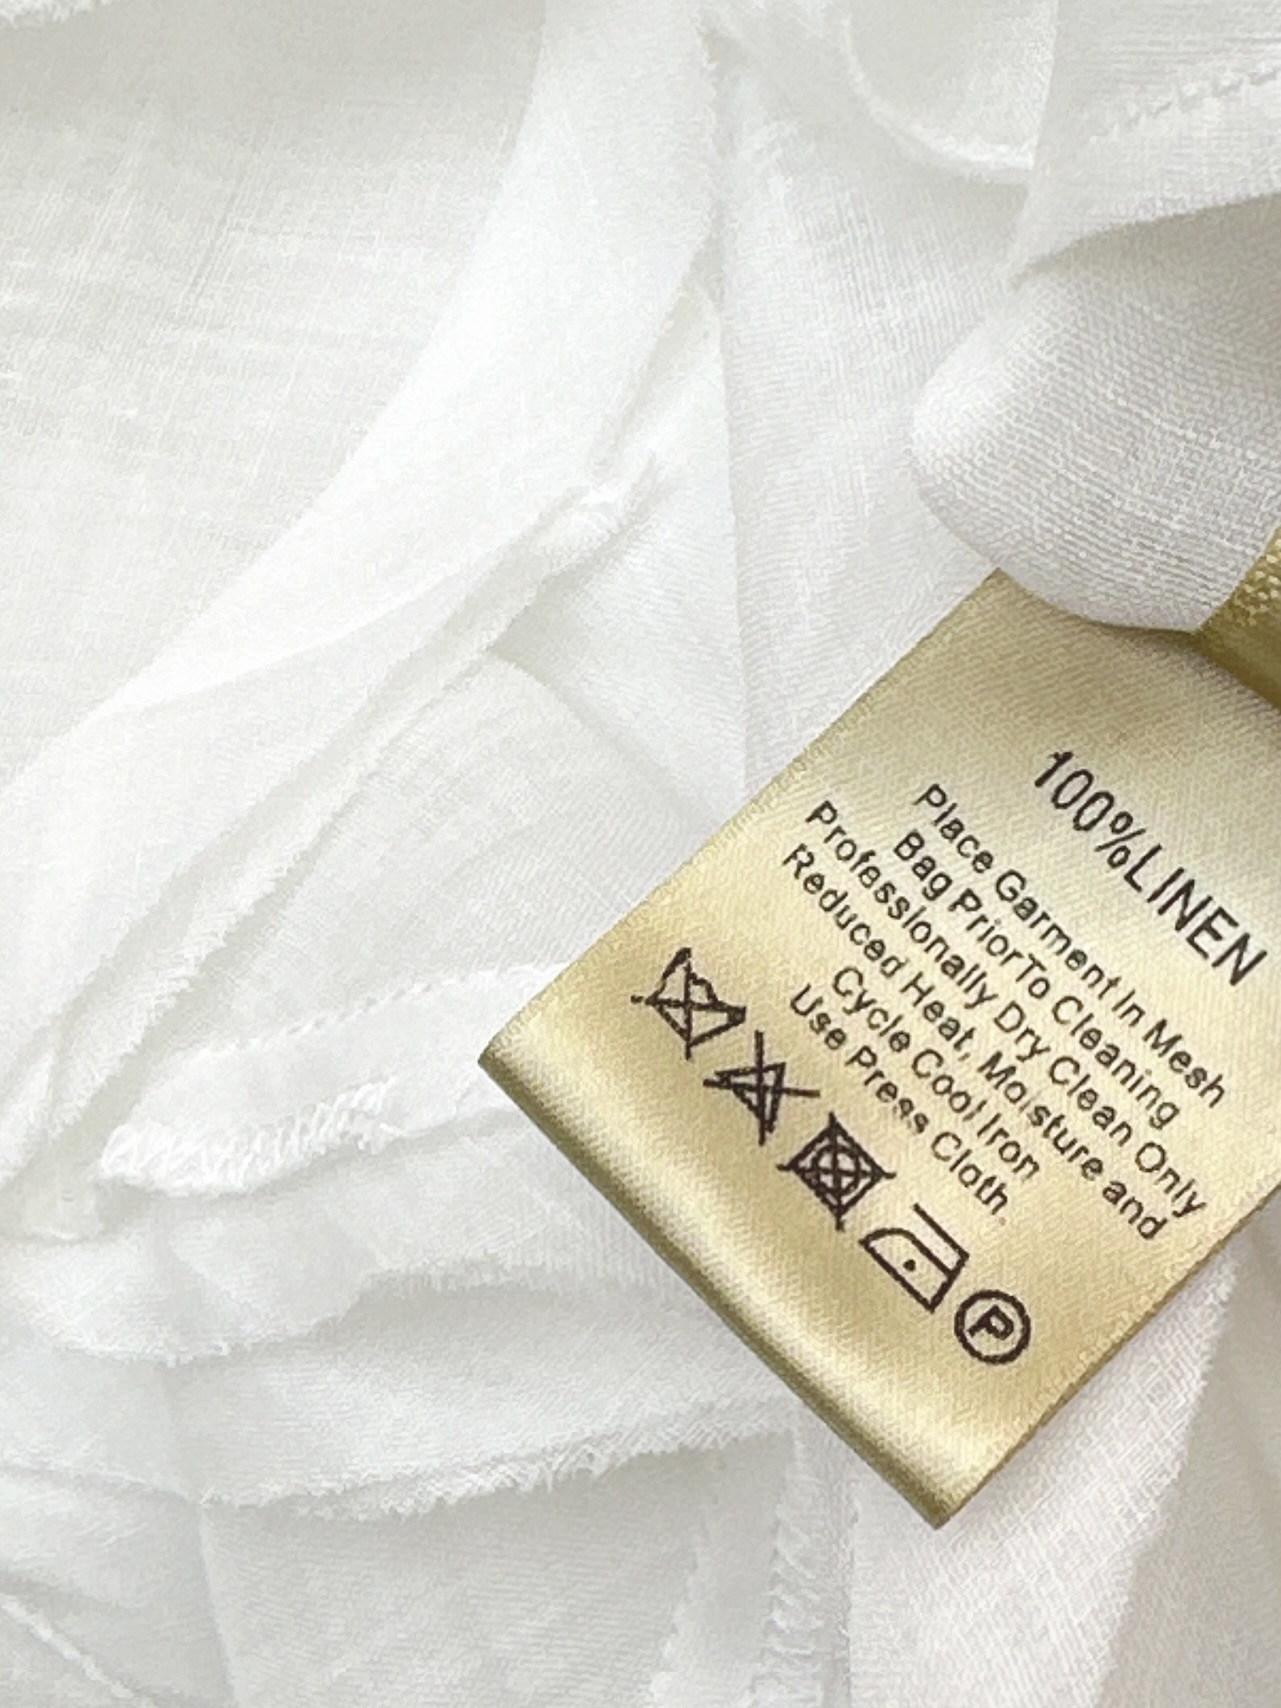 100%LINEN
Place Garment In Mesh
Bag PriorTo Cleaning
Professionally Dry Clean Only
Reduced Heat, Moisture and
Cycle Cool Iron
Use Press Cloth.
P